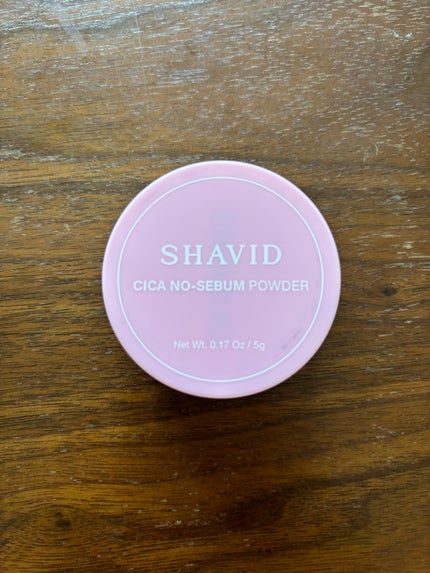 SHAVID
CICA NO-SEBUM POWDER
Net Wt. 0.17 Oz / 5g